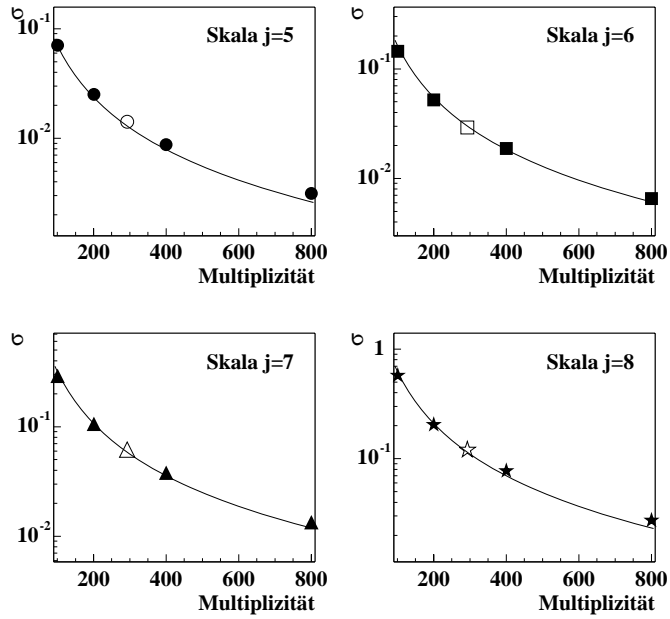 σ
Skala j=5
10⁻¹
10⁻²
200 400 600 800
Multiplizität
σ
Skala j=6
10⁻¹
10⁻²
200 400 600 800
Multiplizität
σ
Skala j=7
10⁻¹
10⁻²
200 400 600 800
Multiplizität
σ
1
Skala j=8
10⁻¹
200 400 600 800
Multiplizität